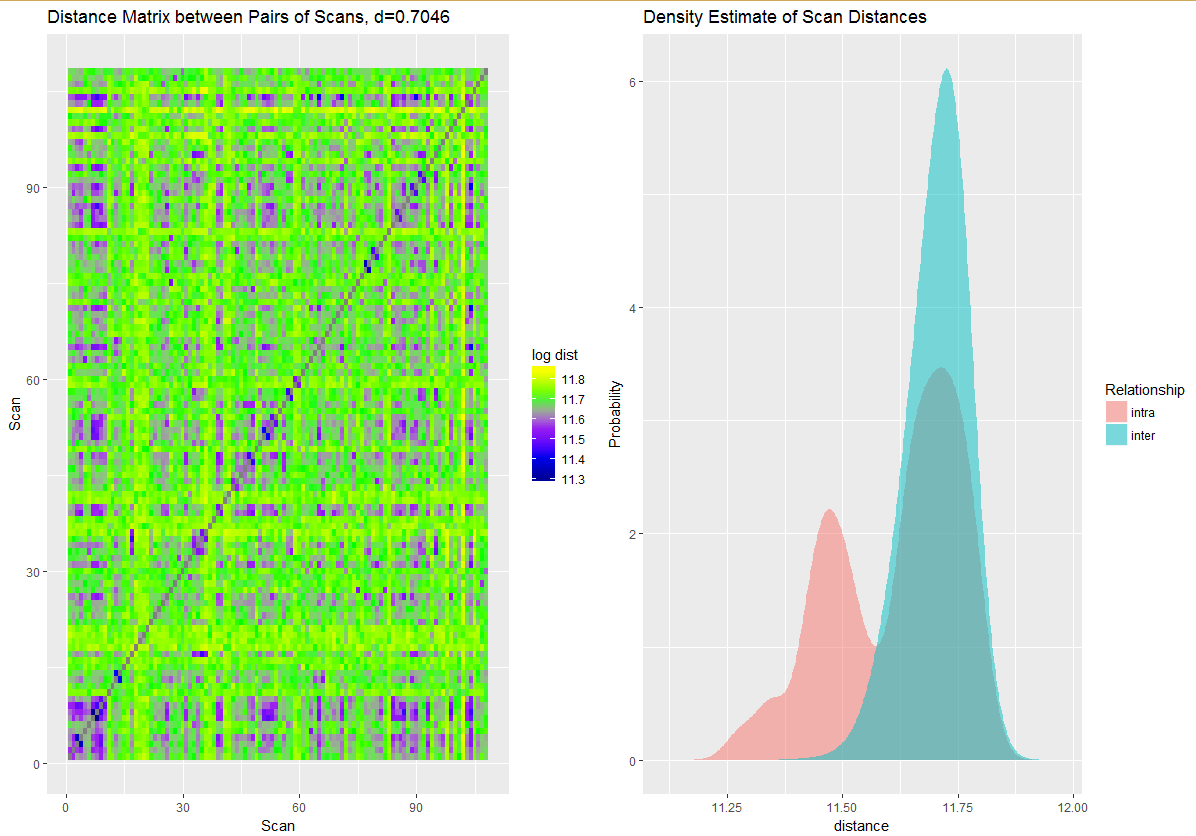 Distance Matrix between Pairs of Scans, d=0.7046
Scan
90
60
30
0
0 30 60 90
Scan
log dist
11.8
11.7
11.6
11.5
11.4
11.3
Density Estimate of Scan Distances
Probability
6
4
2
0
11.25 11.50 11.75 12.00
distance
Relationship
intra
inter